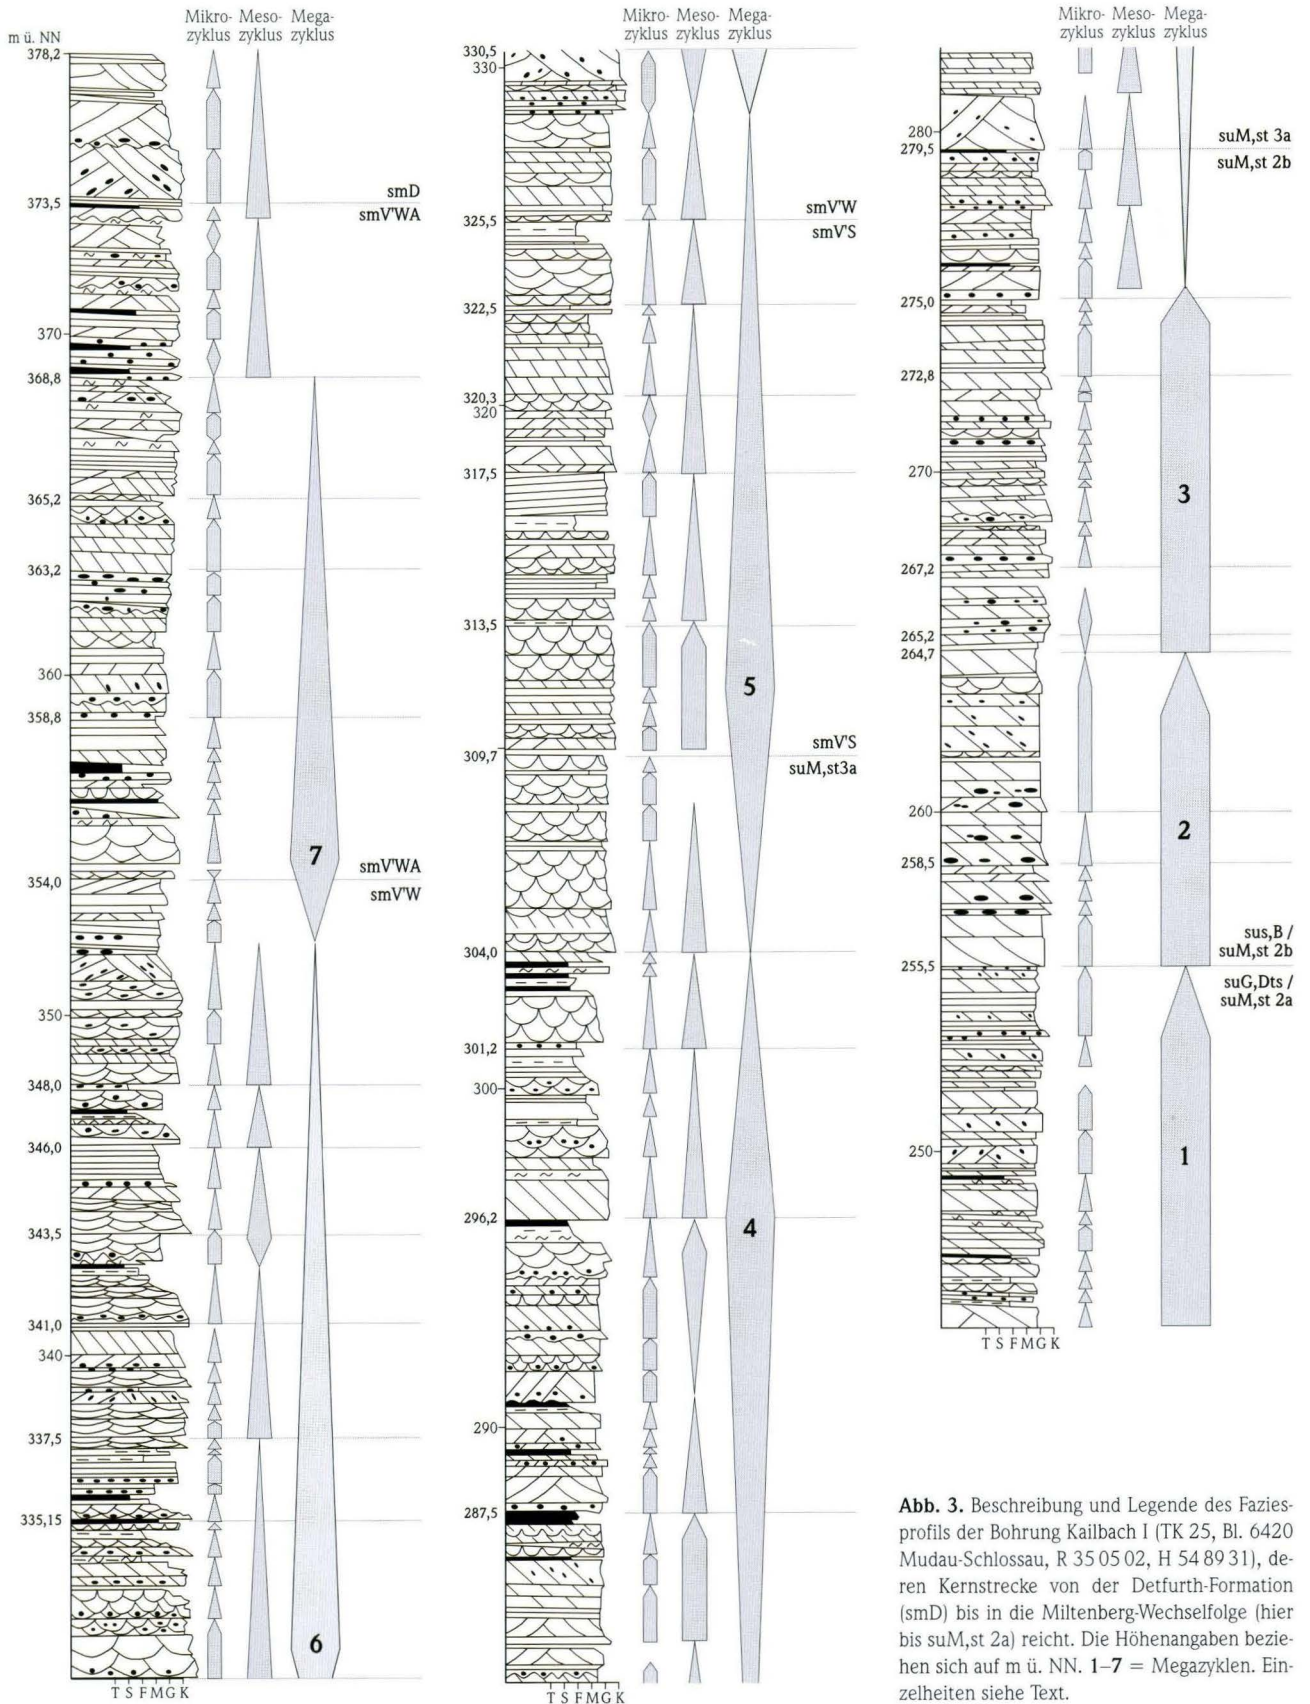 Mikro- Meso- Mega-
m ü. NN zyklus zyklus zyklus
378,2
smD
373,5
smV'WA
370
368,8
365,2
363,2
360
358,8
7
smV'WA
354,0
smV'W
350
348,0
346,0
343,5
341,0
340
337,5
335,15
6
T S F M G K
Mikro- Meso- Mega-
zyklus zyklus zyklus
330,5
330
smV'W
325,5
smV'S
322,5
320,3
320
317,5
313,5
5
smV'S
309,7
suM,st3a
304,0
301,2
300
296,2
4
290
287,5
T S F M G K
Mikro- Meso- Mega-
zyklus zyklus zyklus
280
suM,st 3a
279,5
suM,st 2b
275,0
272,8
270
3
267,2
265,2
264,7
260
2
258,5
sus,B /
suM,st 2b
255,5
suG,Dts /
suM,st 2a
250
1
T S F M G K
Abb. 3. Beschreibung und Legende des Fazies-
profils der Bohrung Kailbach I (TK 25, Bl. 6420
Mudau-Schlossau, R 35 05 02, H 54 89 31), de-
ren Kernstrecke von der Detfurth-Formation
(smD) bis in die Miltenberg-Wechselfolge (hier
bis suM,st 2a) reicht. Die Höhenangaben bezie-
hen sich auf m ü. NN. 1–7 = Megazyklen. Ein-
zelheiten siehe Text.